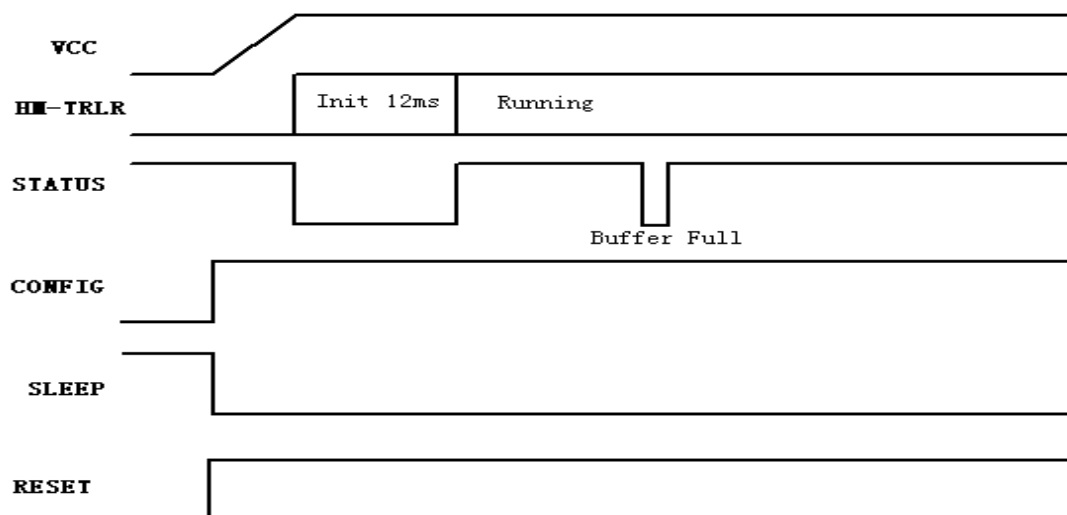 VCC
HM-TRLR
Init 12ms
Running
STATUS
Buffer Full
CONFIG
SLEEP
RESET